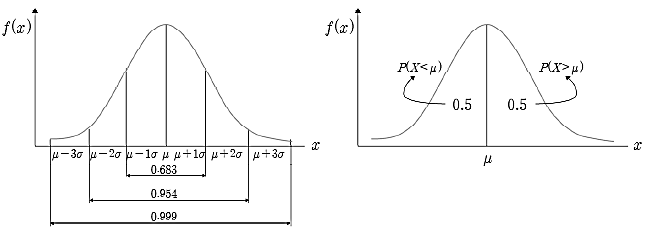 f(x)
x
μ−3σ μ−2σ μ−1σ μ μ+1σ μ+2σ μ+3σ
0.683
0.954
0.999
f(x)
P(X<μ) P(X>μ)
0.5 0.5
x
μ